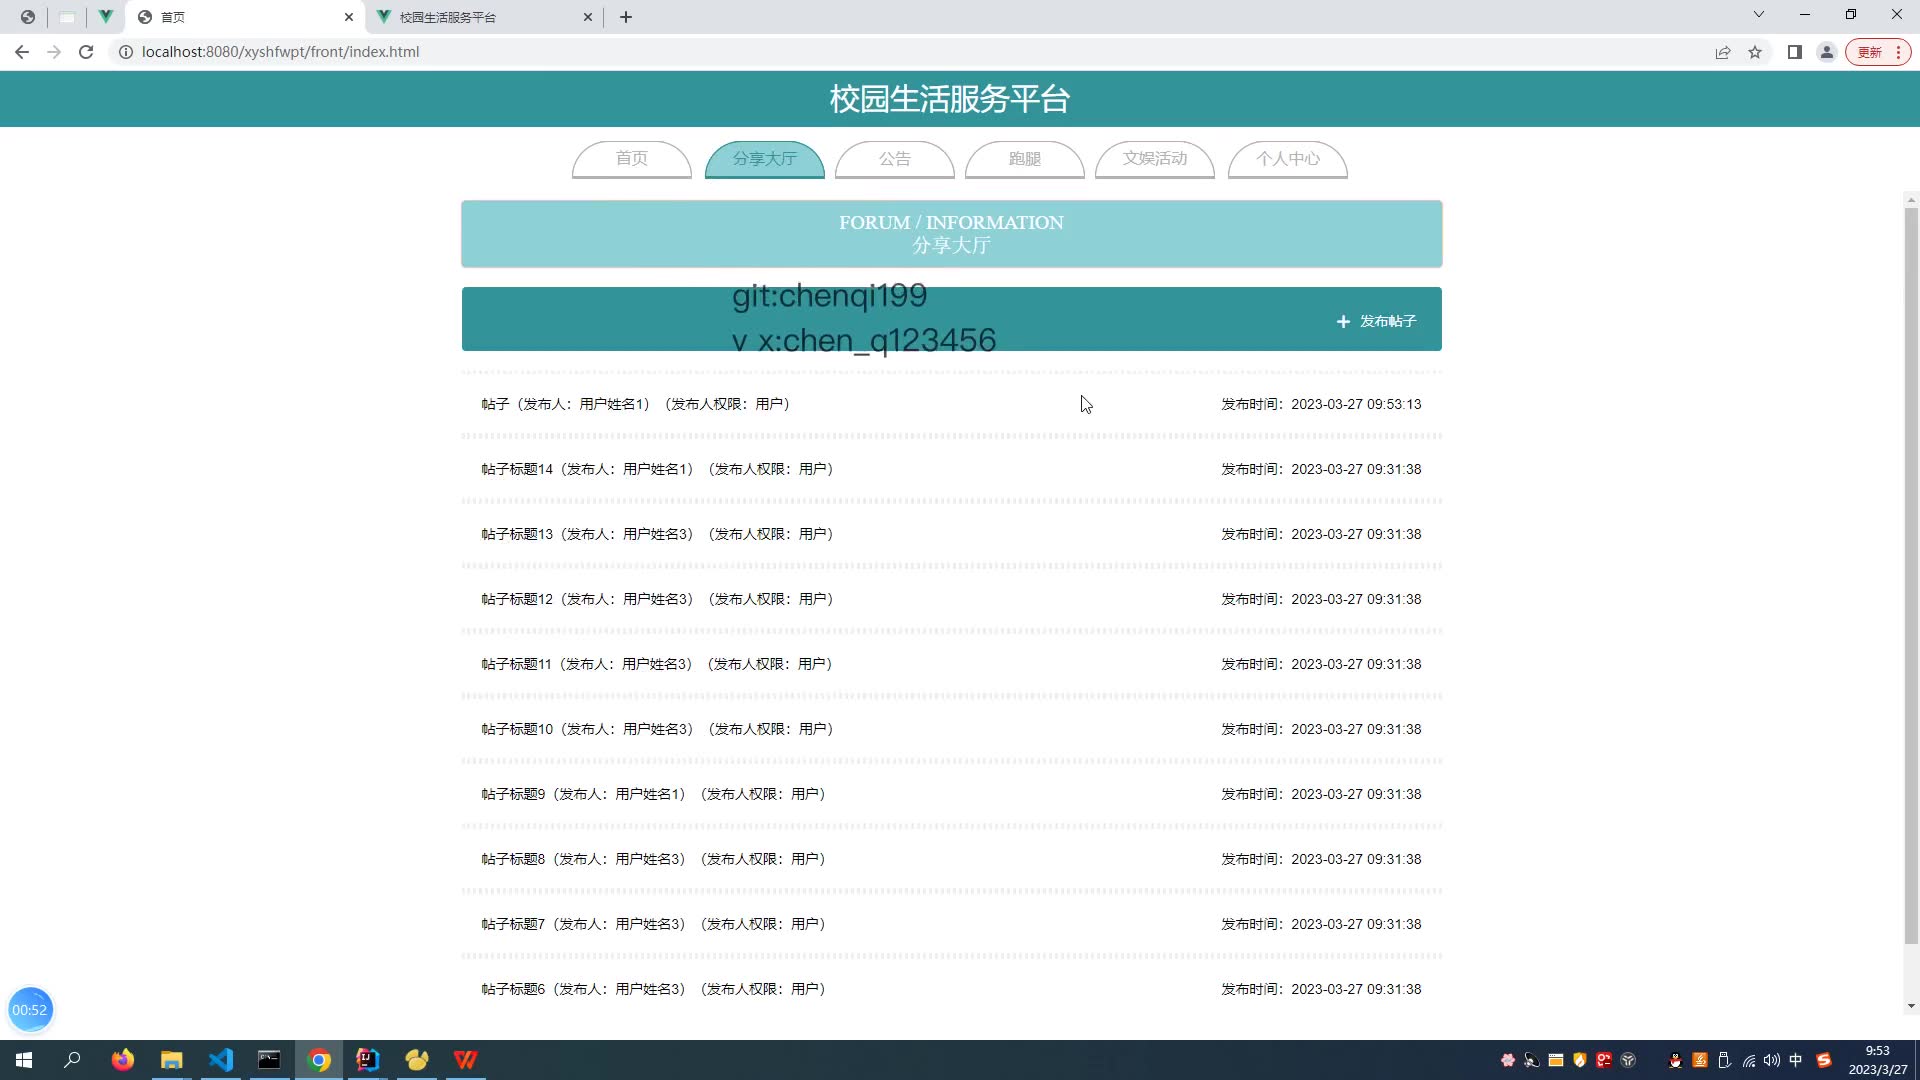 首页
校园生活服务平台
localhost:8080/xyshfwpt/front/index.html
更新
校园生活服务平台
首页
分享大厅
公告
跑腿
文娱活动
个人中心
FORUM / INFORMATION
分享大厅
git:chenqi199
v x:chen_q123456
发布帖子
帖子（发布人：用户姓名1）（发布人权限：用户） 发布时间：2023-03-27 09:53:13
帖子标题14（发布人：用户姓名1）（发布人权限：用户） 发布时间：2023-03-27 09:31:38
帖子标题13（发布人：用户姓名3）（发布人权限：用户） 发布时间：2023-03-27 09:31:38
帖子标题12（发布人：用户姓名3）（发布人权限：用户） 发布时间：2023-03-27 09:31:38
帖子标题11（发布人：用户姓名3）（发布人权限：用户） 发布时间：2023-03-27 09:31:38
帖子标题10（发布人：用户姓名3）（发布人权限：用户） 发布时间：2023-03-27 09:31:38
帖子标题9（发布人：用户姓名1）（发布人权限：用户） 发布时间：2023-03-27 09:31:38
帖子标题8（发布人：用户姓名3）（发布人权限：用户） 发布时间：2023-03-27 09:31:38
帖子标题7（发布人：用户姓名3）（发布人权限：用户） 发布时间：2023-03-27 09:31:38
帖子标题6（发布人：用户姓名3）（发布人权限：用户） 发布时间：2023-03-27 09:31:38
00:52
中
9:53
2023/3/27